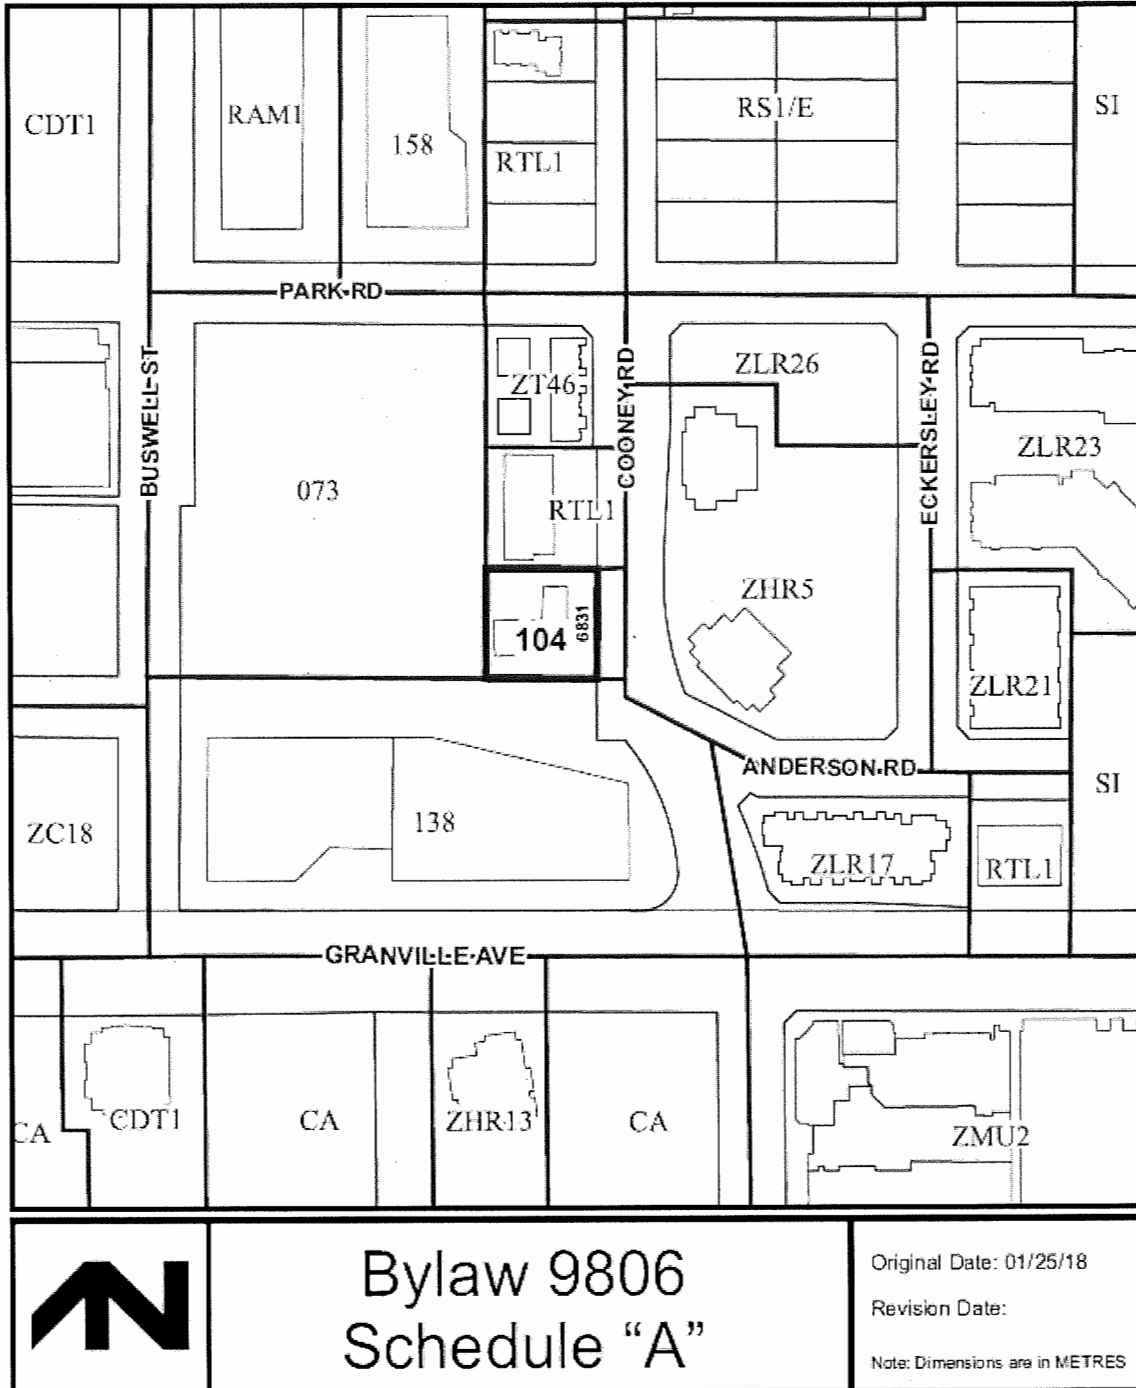 CDT1
RAM1
158
RTL1
RS1/E
SI
PARK RD
BUSWELL ST
073
ZT46
COONEY RD
ZLR26
ECKERSLEY RD
ZLR23
RTL1
104
6831
ZHR5
ZLR21
ANDERSON RD
ZC18
138
ZLR17
RTL1
SI
GRANVILLE AVE
CA
CDT1
CA
ZHR13
CA
ZMU2
Bylaw 9806
Schedule “A”
Original Date: 01/25/18
Revision Date:
Note: Dimensions are in METRES